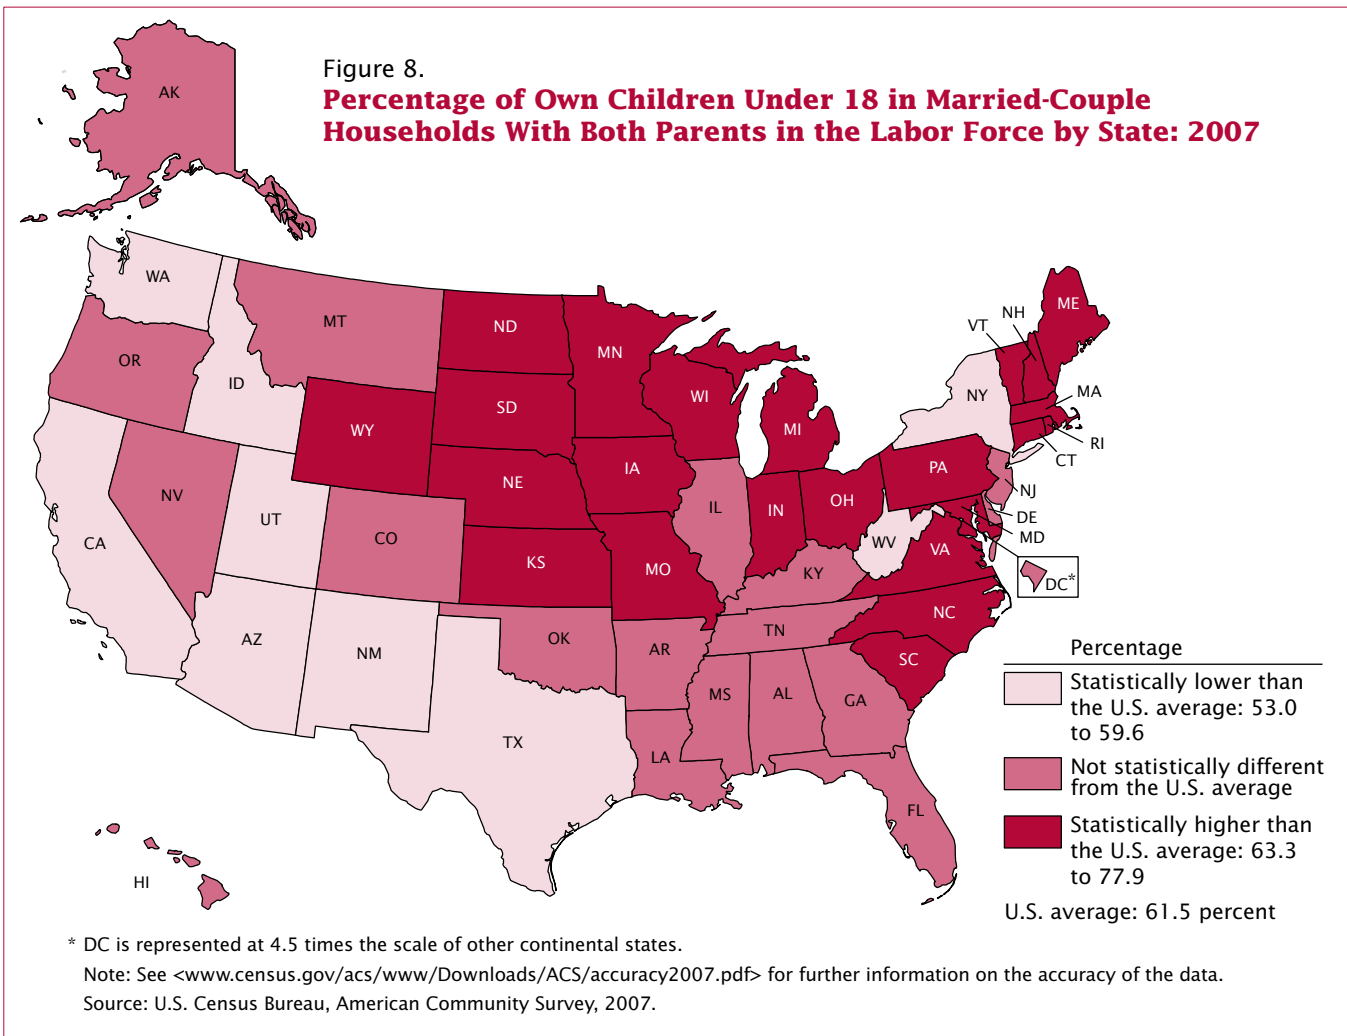 Figure 8.
Percentage of Own Children Under 18 in Married-Couple
Households With Both Parents in the Labor Force by State: 2007
AK
WA
MT
ND
MN
OR
ID
WY
SD
WI
MI
NY
VT
NH
ME
MA
RI
CT
NV
UT
CO
NE
IA
IL
IN
OH
PA
NJ
DE
MD
DC*
CA
KS
MO
KY
WV
VA
AZ
NM
OK
AR
TN
NC
SC
MS
AL
GA
TX
LA
FL
HI
Percentage
Statistically lower than
the U.S. average: 53.0
to 59.6
Not statistically different
from the U.S. average
Statistically higher than
the U.S. average: 63.3
to 77.9
U.S. average: 61.5 percent
* DC is represented at 4.5 times the scale of other continental states.
Note: See <www.census.gov/acs/www/Downloads/ACS/accuracy2007.pdf> for further information on the accuracy of the data.
Source: U.S. Census Bureau, American Community Survey, 2007.